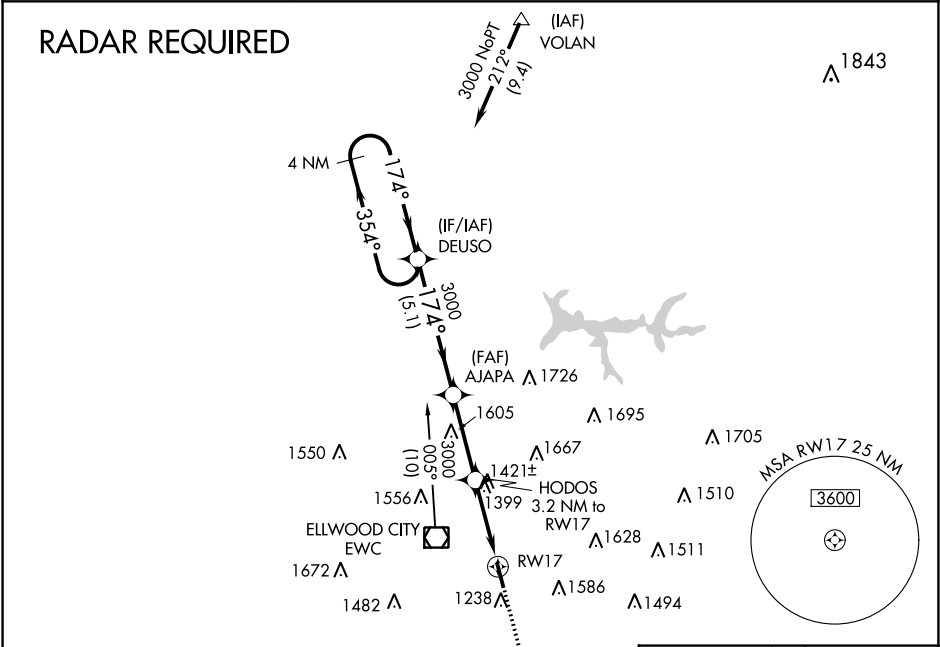 RADAR REQUIRED
(IAF)
VOLAN
3000 NoPT
212°
(9.4)
1843
4 NM
174°
354°
(IF/IAF)
DEUSO
3000
174°
(5.1)
(FAF)
AJAPA
1726
1605
1695
1705
1550
3000
005°
(10)
1667
1421±
1399
HODOS
3.2 NM to
RW17
1556
1510
MSA RW17 25 NM
3600
ELLWOOD CITY
EWC
1628
1511
RW17
1672
1586
1482
1238
1494